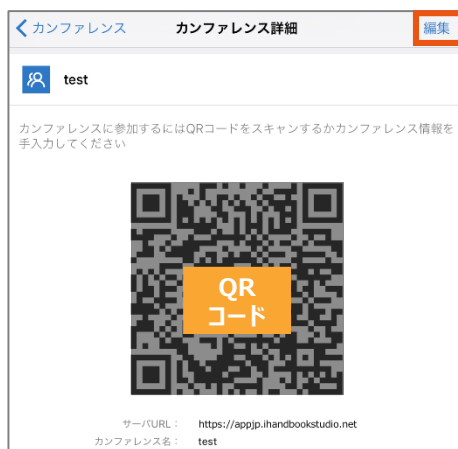 カンファレンス カンファレンス詳細 編集
test
カンファレンスに参加するにはQRコードをスキャンするかカンファレンス情報を
手入力してください
QR
コード
サーバURL： https://appjp.ihandbookstudio.net
カンファレンス名： test